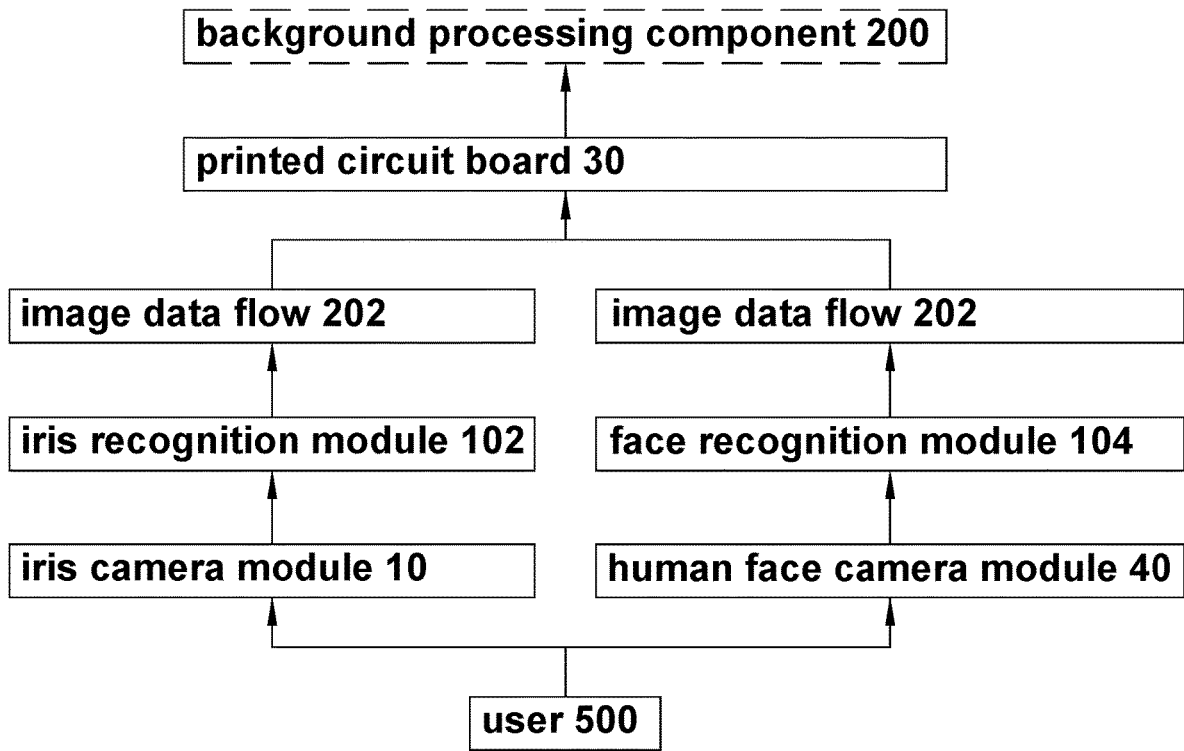 background processing component 200
printed circuit board 30
image data flow 202
image data flow 202
iris recognition module 102
face recognition module 104
iris camera module 10
human face camera module 40
user 500